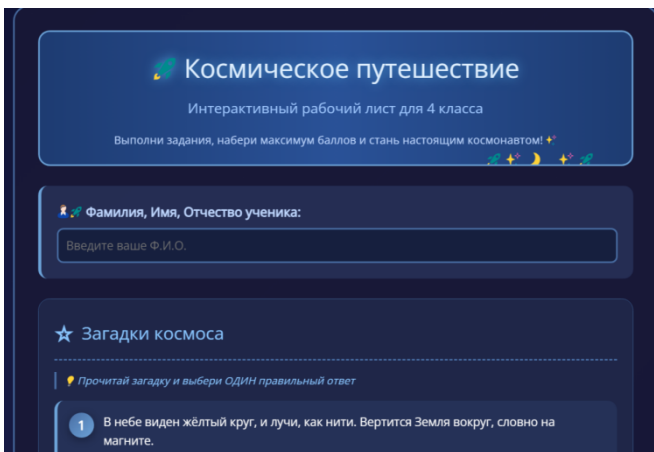 Космическое путешествие
Интерактивный рабочий лист для 4 класса
Выполни задания, набери максимум баллов и стань настоящим космонавтом!
Фамилия, Имя, Отчество ученика:
Введите ваше Ф.И.О.
Загадки космоса
Прочитай загадку и выбери ОДИН правильный ответ
1 В небе виден жёлтый круг, и лучи, как нити. Вертится Земля вокруг, словно на
магните.